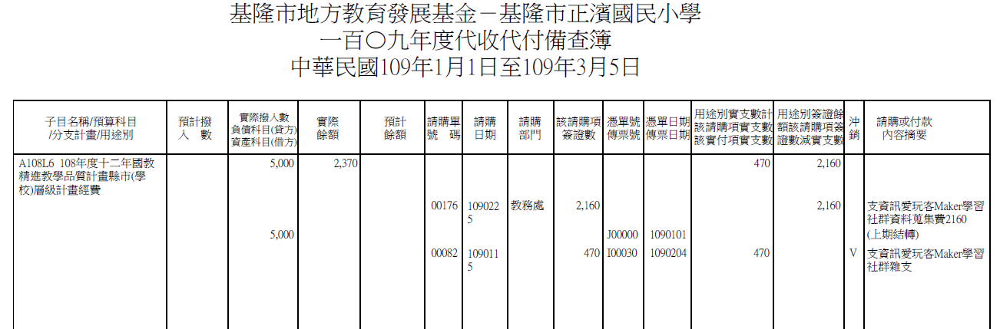 基隆市地方教育發展基金－基隆市正濱國民小學
一百〇九年度代收代付備查簿
中華民國109年1月1日至109年3月5日
子目名稱/預算科目
/分支計畫/用途別
預計撥
入 數
實際撥入數
負債科目(貸方)
資產科目(借方)
實際
餘額
預計
餘額
請購單
號 碼
請購
日期
請購
部門
該請購項
簽證數
憑單號
傳票號
憑單日期
傳票日期
用途別實支數計
該請購項實支數
該實付項實支數
用途別簽證餘
額該請購項簽
證數減實支數
沖
銷
請購或付款
內容摘要
A108L6 108年度十二年國教
精進教學品質計畫縣市(學
校)層級計畫經費
5,000
2,370
470
2,160
00176
109022
5
教務處
2,160
2,160
支資訊愛玩客Maker學習
社群資料蒐集費2160
5,000
J00000
1090101
(上期結轉)
00082
109011
5
470
I00030
1090204
470
V
支資訊愛玩客Maker學習
社群雜支